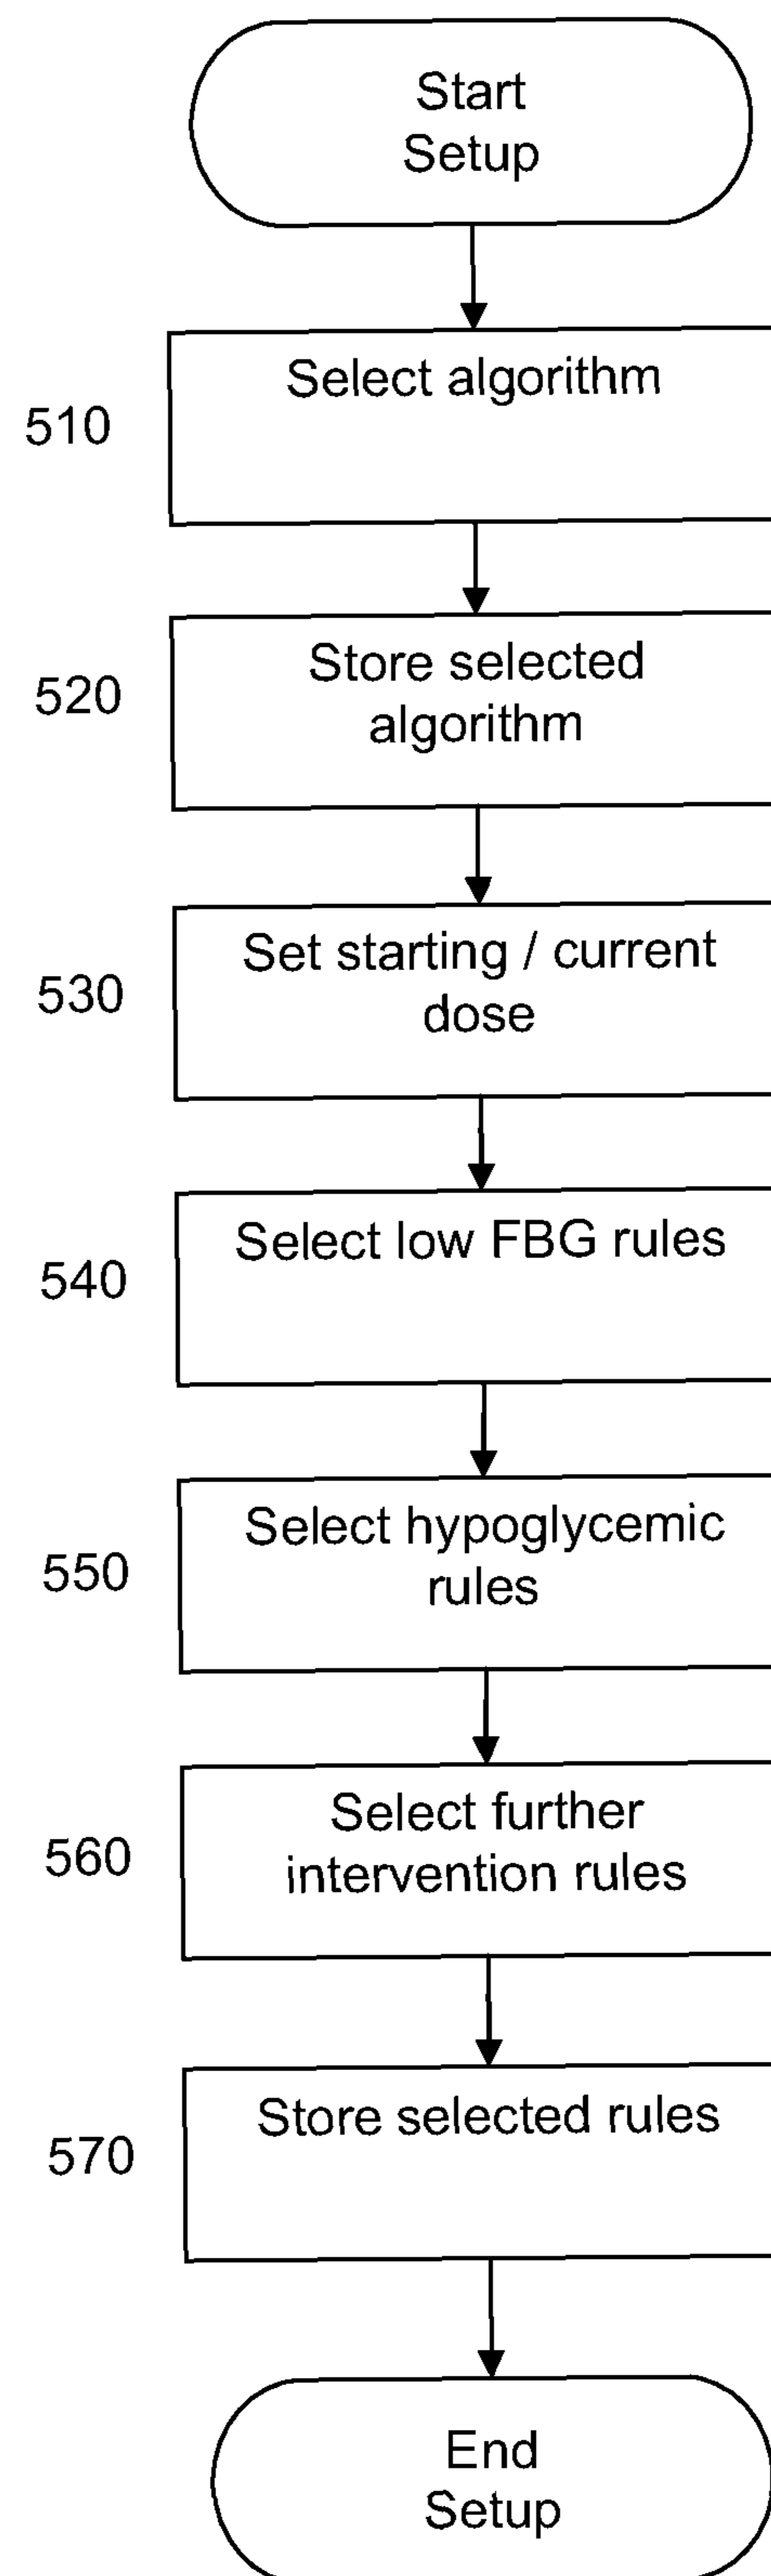 Start
Setup
510
Select algorithm
520
Store selected
algorithm
530
Set starting / current
dose
540
Select low FBG rules
550
Select hypoglycemic
rules
560
Select further
intervention rules
570
Store selected rules
End
Setup